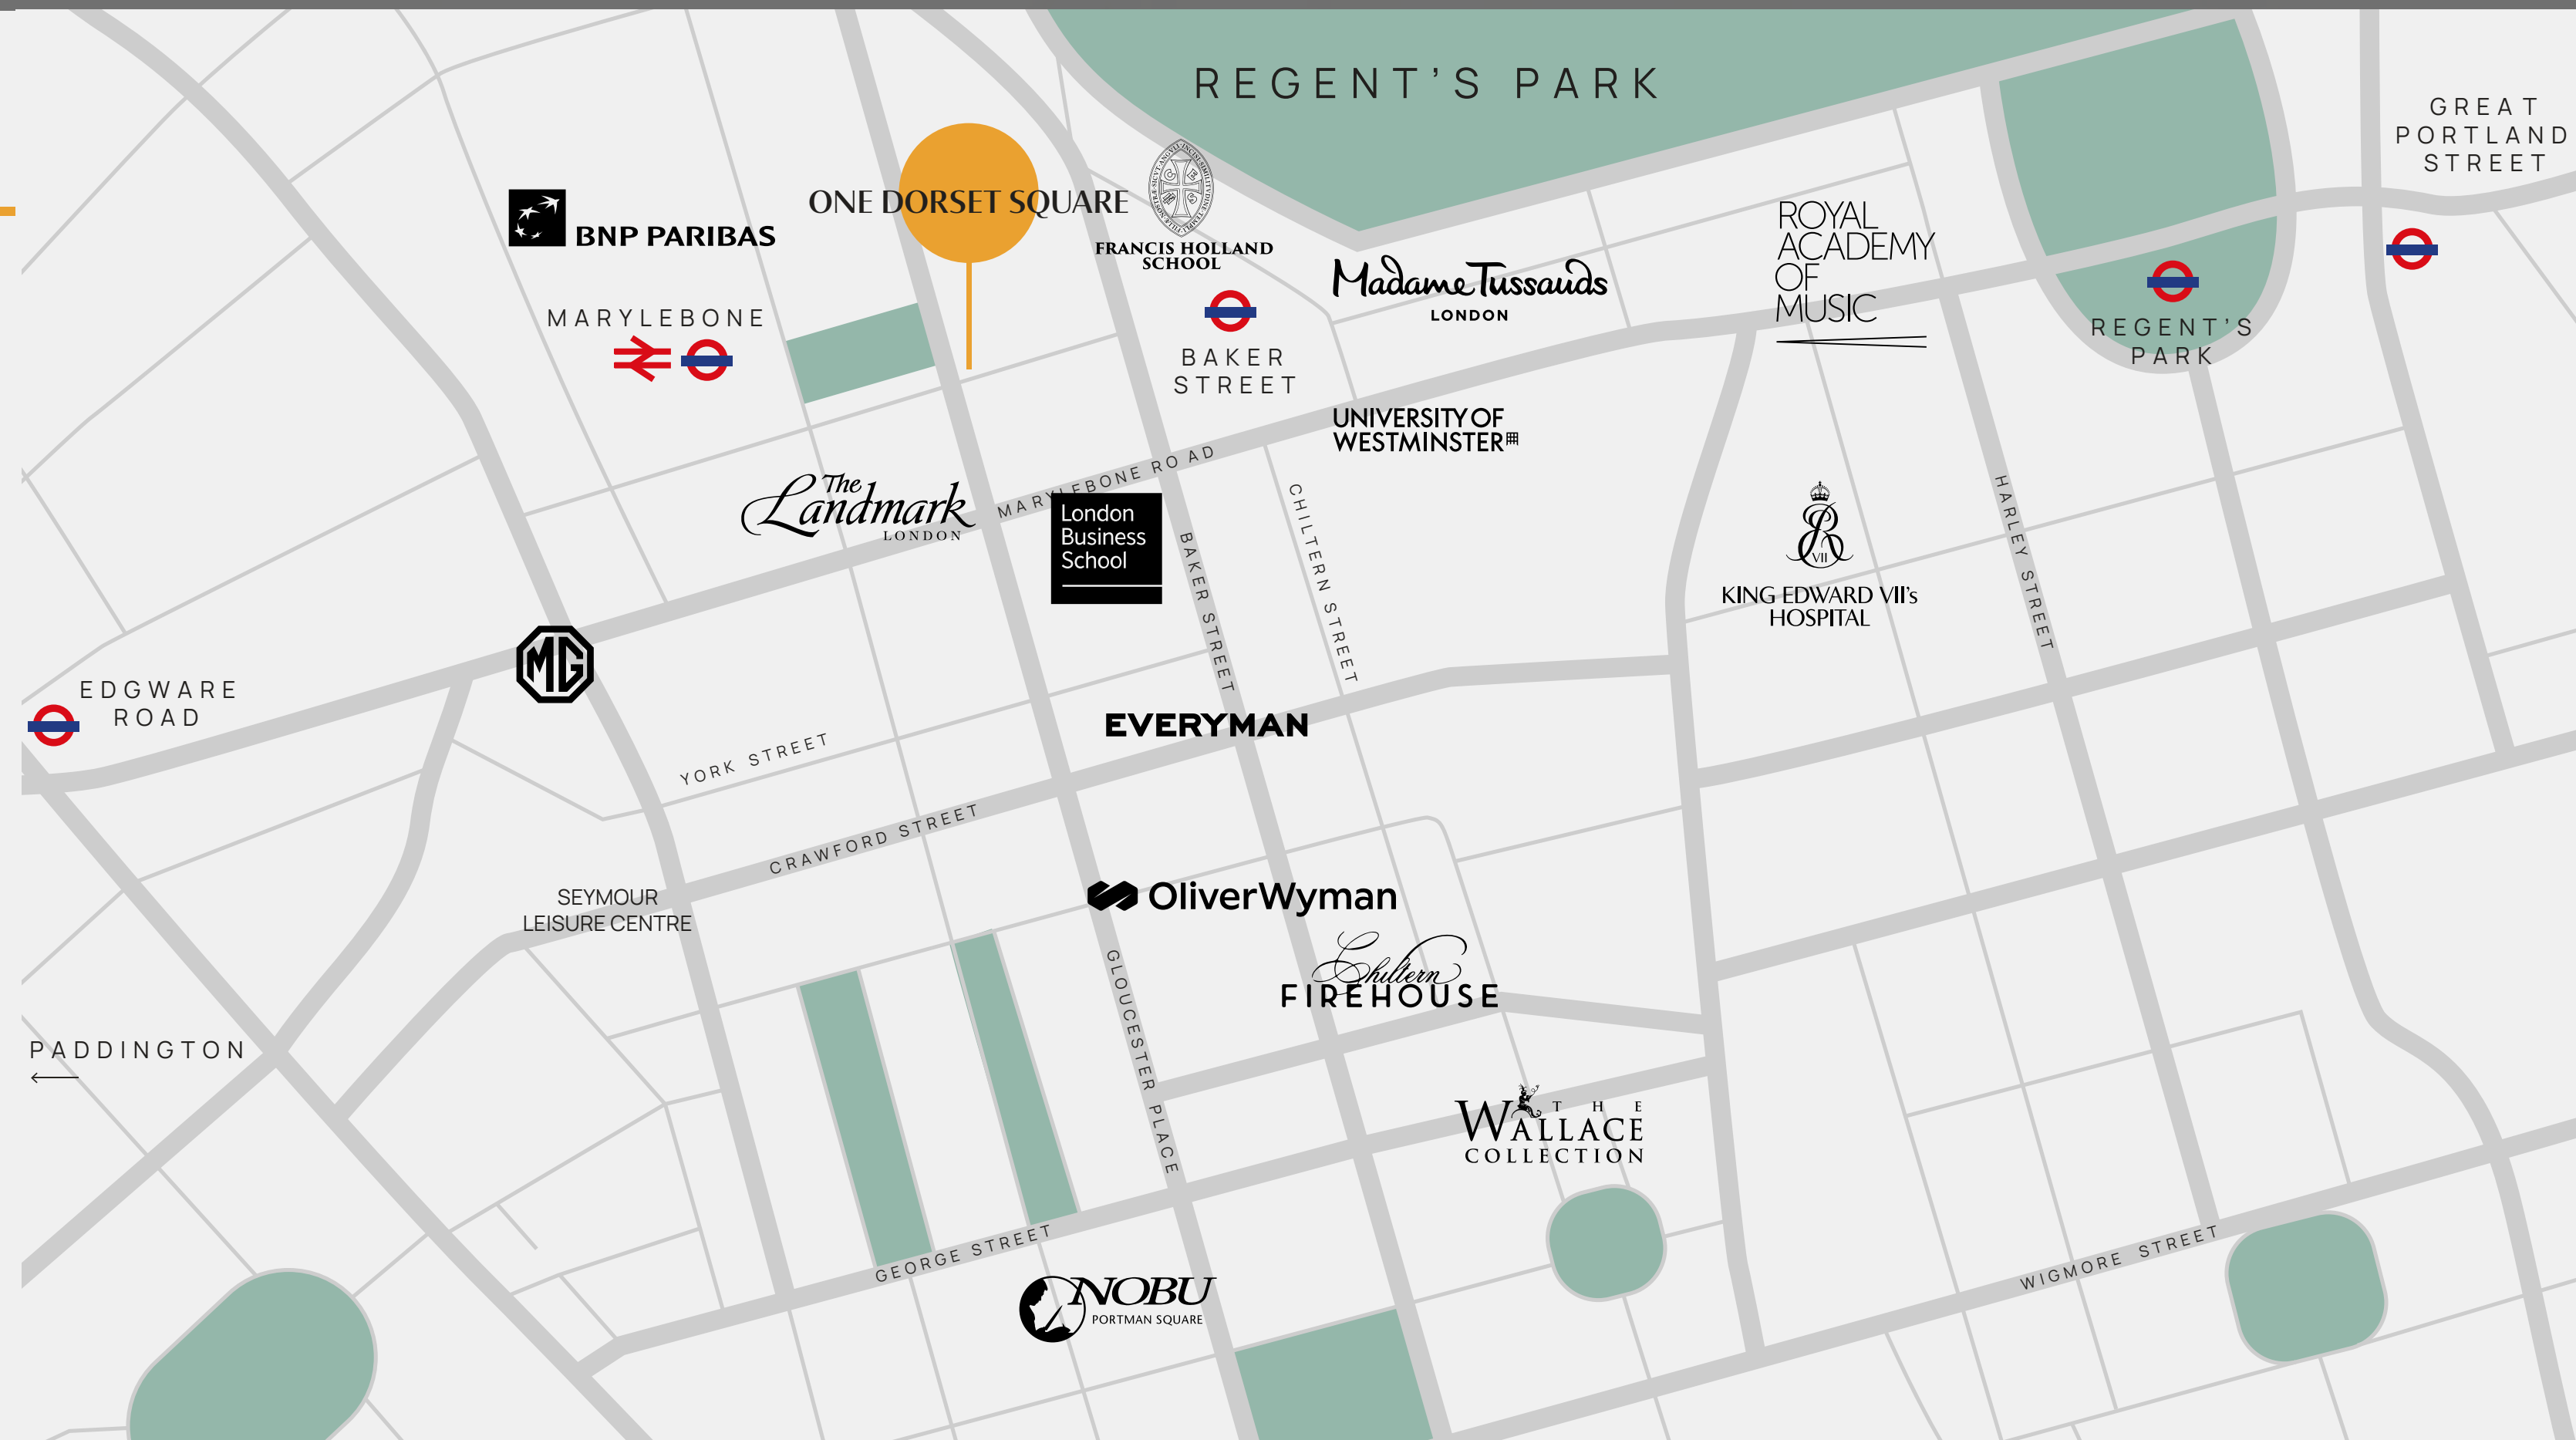 REGENT'S PARK
GREAT
PORTLAND
STREET
BNP PARIBAS
ONE DORSET SQUARE
FRANCIS HOLLAND
SCHOOL
Madame Tussauds
LONDON
ROYAL
ACADEMY
OF
MUSIC
MARYLEBONE
BAKER
STREET
REGENT'S
PARK
UNIVERSITY OF
WESTMINSTER
The
Landmark
LONDON
MARYLEBONE ROAD
London
Business
School
BAKER STREET
CHILTERN STREET
VII
KING EDWARD VII's
HOSPITAL
HARLEY STREET
MG
EDGWARE
ROAD
EVERYMAN
YORK STREET
CRAWFORD STREET
SEYMOUR
LEISURE CENTRE
OliverWyman
Chiltern
FIREHOUSE
GLOUCESTER PLACE
PADDINGTON
THE
WALLACE
COLLECTION
GEORGE STREET
NOBU
PORTMAN SQUARE
WIGMORE STREET